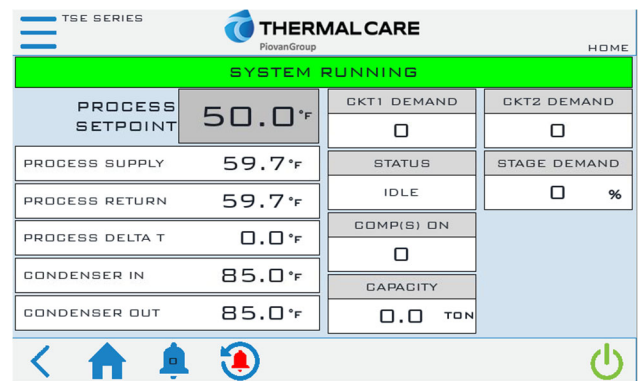 TSE SERIES
THERMALCARE
PiovanGroup
HOME
SYSTEM RUNNING
PROCESS
SETPOINT
50.0°F
CKT1 DEMAND
0
CKT2 DEMAND
0
PROCESS SUPPLY 59.7°F
STATUS
IDLE
STAGE DEMAND
0 %
PROCESS RETURN 59.7°F
PROCESS DELTA T 0.0°F
COMP(S) ON
0
CONDENSER IN 85.0°F
CAPACITY
0.0 TON
CONDENSER OUT 85.0°F
0